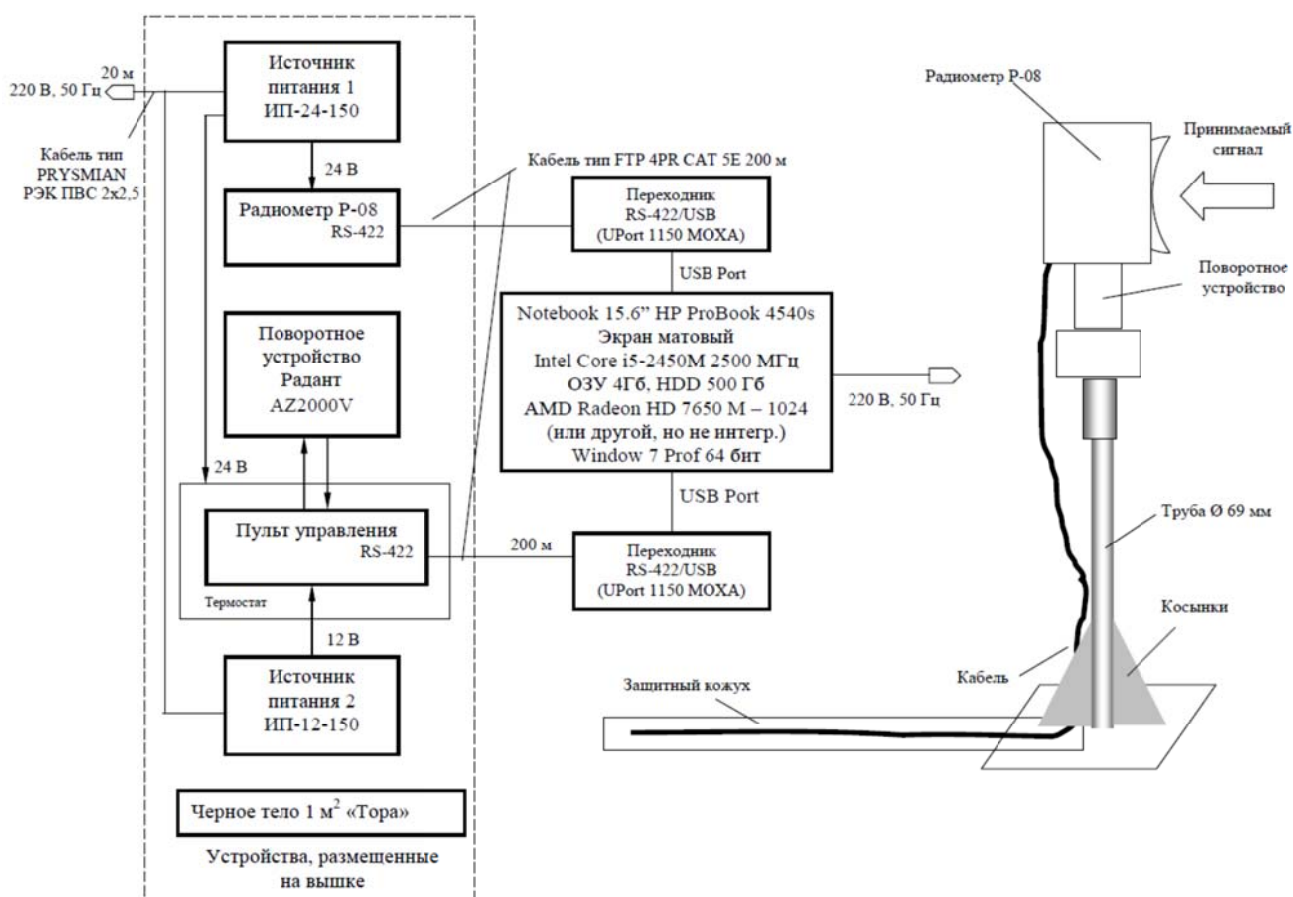 Источник
питания 1
ИП-24-150
20 м
220 В, 50 Гц
Кабель тип
PRYSMIAN
РЭК ПВС 2x2,5
24 В
Радиометр Р-08
RS-422
Поворотное
устройство
Радант
AZ2000V
24 В
Пульт управления
RS-422
Термостат
12 В
Источник
питания 2
ИП-12-150
Черное тело 1 м² «Тора»
Устройства, размещенные
на вышке
Кабель тип FTP 4PR CAT 5E 200 м
Переходник
RS-422/USB
(UPort 1150 MOXA)
USB Port
Notebook 15.6” HP ProBook 4540s
Экран матовый
Intel Core i5-2450M 2500 МГц
ОЗУ 4Гб, HDD 500 Гб
AMD Radeon HD 7650 M – 1024
(или другой, но не интегр.)
Window 7 Prof 64 бит
220 В, 50 Гц
USB Port
200 м
Переходник
RS-422/USB
(UPort 1150 MOXA)
Радиометр Р-08
Принимаемый
сигнал
Поворотное
устройство
Труба Ø 69 мм
Косынки
Кабель
Защитный кожух